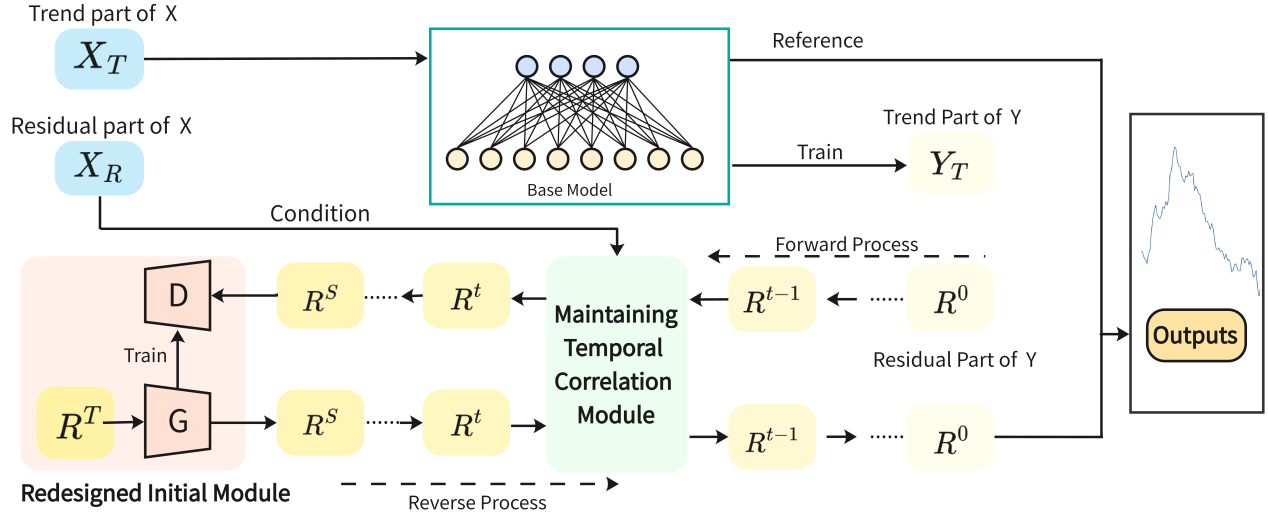 Trend part of X
X_T
Reference
Residual part of X
X_R
Base Model
Trend Part of Y
Train
Y_T
Condition
Forward Process
D
R^S
......
R^t
Maintaining
Temporal
Correlation
Module
R^{t-1}
......
R^0
Outputs
Train
Residual Part of Y
R^T
G
R^S
......
R^t
R^{t-1}
......
R^0
Redesigned Initial Module
Reverse Process